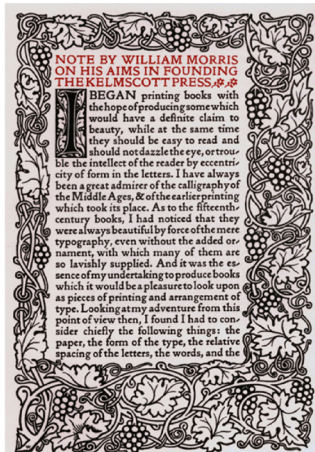 NOTE BY WILLIAM MORRIS
ON HIS AIMS IN FOUNDING
THE KELMSCOTT PRESS
I BEGAN printing books with
the hope of producing some which
would have a definite claim to
beauty, while at the same time
they should be easy to read and
should not dazzle the eye, or trou-
ble the intellect of the reader by eccentri-
city of form in the letters. I have always
been a great admirer of the calligraphy of
the Middle Ages, & of the earlier printing
which took its place. As to the fifteenth-
century books, I had noticed that they
were always beautiful by force of the mere
typography, even without the added or-
nament, with which many of them are
so lavishly supplied. And it was the es-
sence of my undertaking to produce books
which it would be a pleasure to look upon
as pieces of printing and arrangement of
type. Looking at my adventure from this
point of view then, I found I had to con-
sider chiefly the following things: the
paper, the form of the type, the relative
spacing of the letters, the words, and the